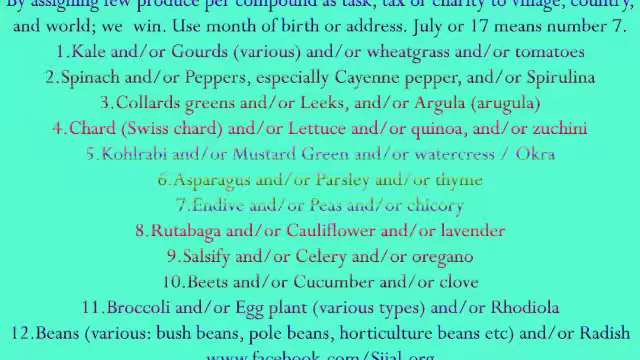 By assigning few produce per compound as task, tax or charity to village, country,
and world; we win. Use month of birth or address. July or 17 means number 7.
1.Kale and/or Gourds (various) and/or wheatgrass and/or tomatoes
2.Spinach and/or Peppers, especially Cayenne pepper, and/or Spirulina
3.Collards greens and/or Leeks, and/or Argula (arugula)
4.Chard (Swiss chard) and/or Lettuce and/or quinoa, and/or zuchini
5.Kohlrabi and/or Mustard Green and/or watercress / Okra
6.Asparagus and/or Parsley and/or thyme
7.Endive and/or Peas and/or chicory
8.Rutabaga and/or Cauliflower and/or lavender
9.Salsify and/or Celery and/or oregano
10.Beets and/or Cucumber and/or clove
11.Broccoli and/or Egg plant (various types) and/or Rhodiola
12.Beans (various: bush beans, pole beans, horticulture beans etc) and/or Radish
www.facebook.com/Sijal.org